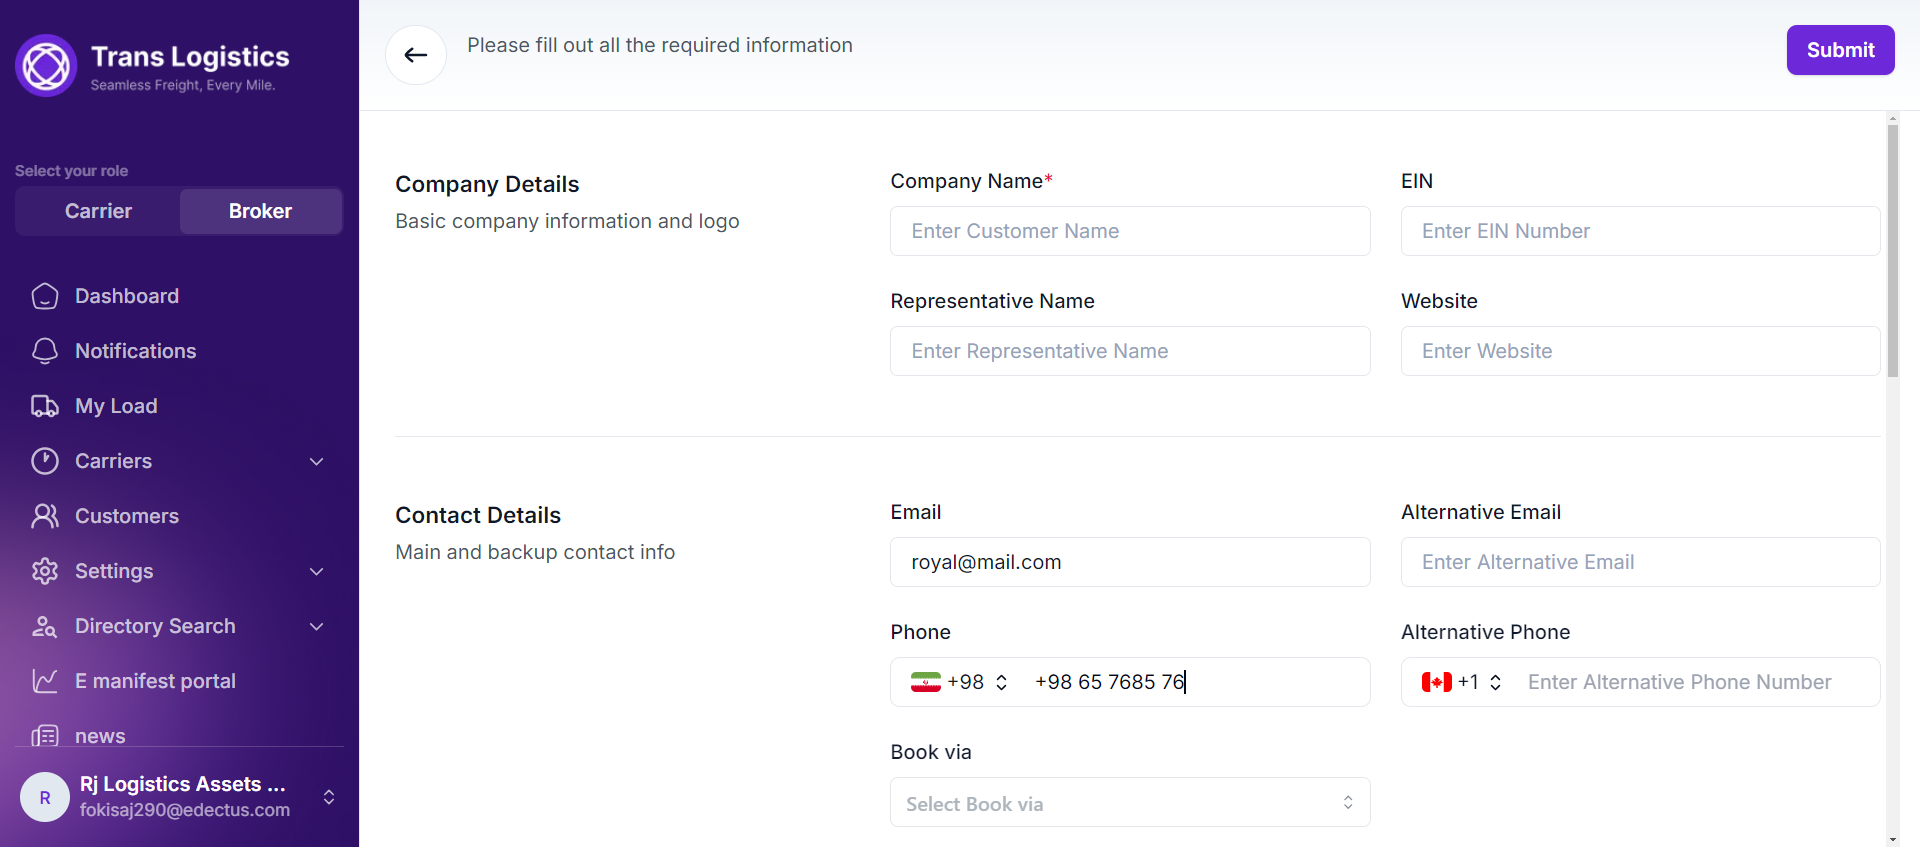 Trans Logistics
Seamless Freight, Every Mile.
Select your role
Carrier
Broker
Dashboard
Notifications
My Load
Carriers
Customers
Settings
Directory Search
E manifest portal
news
R
Rj Logistics Assets ...
fokisaj290@edectus.com
Please fill out all the required information
Submit
Company Details
Basic company information and logo
Company Name*
Enter Customer Name
EIN
Enter EIN Number
Representative Name
Enter Representative Name
Website
Enter Website
Contact Details
Main and backup contact info
Email
royal@mail.com
Alternative Email
Enter Alternative Email
Phone
+98 +98 65 7685 76
Alternative Phone
+1 Enter Alternative Phone Number
Book via
Select Book via